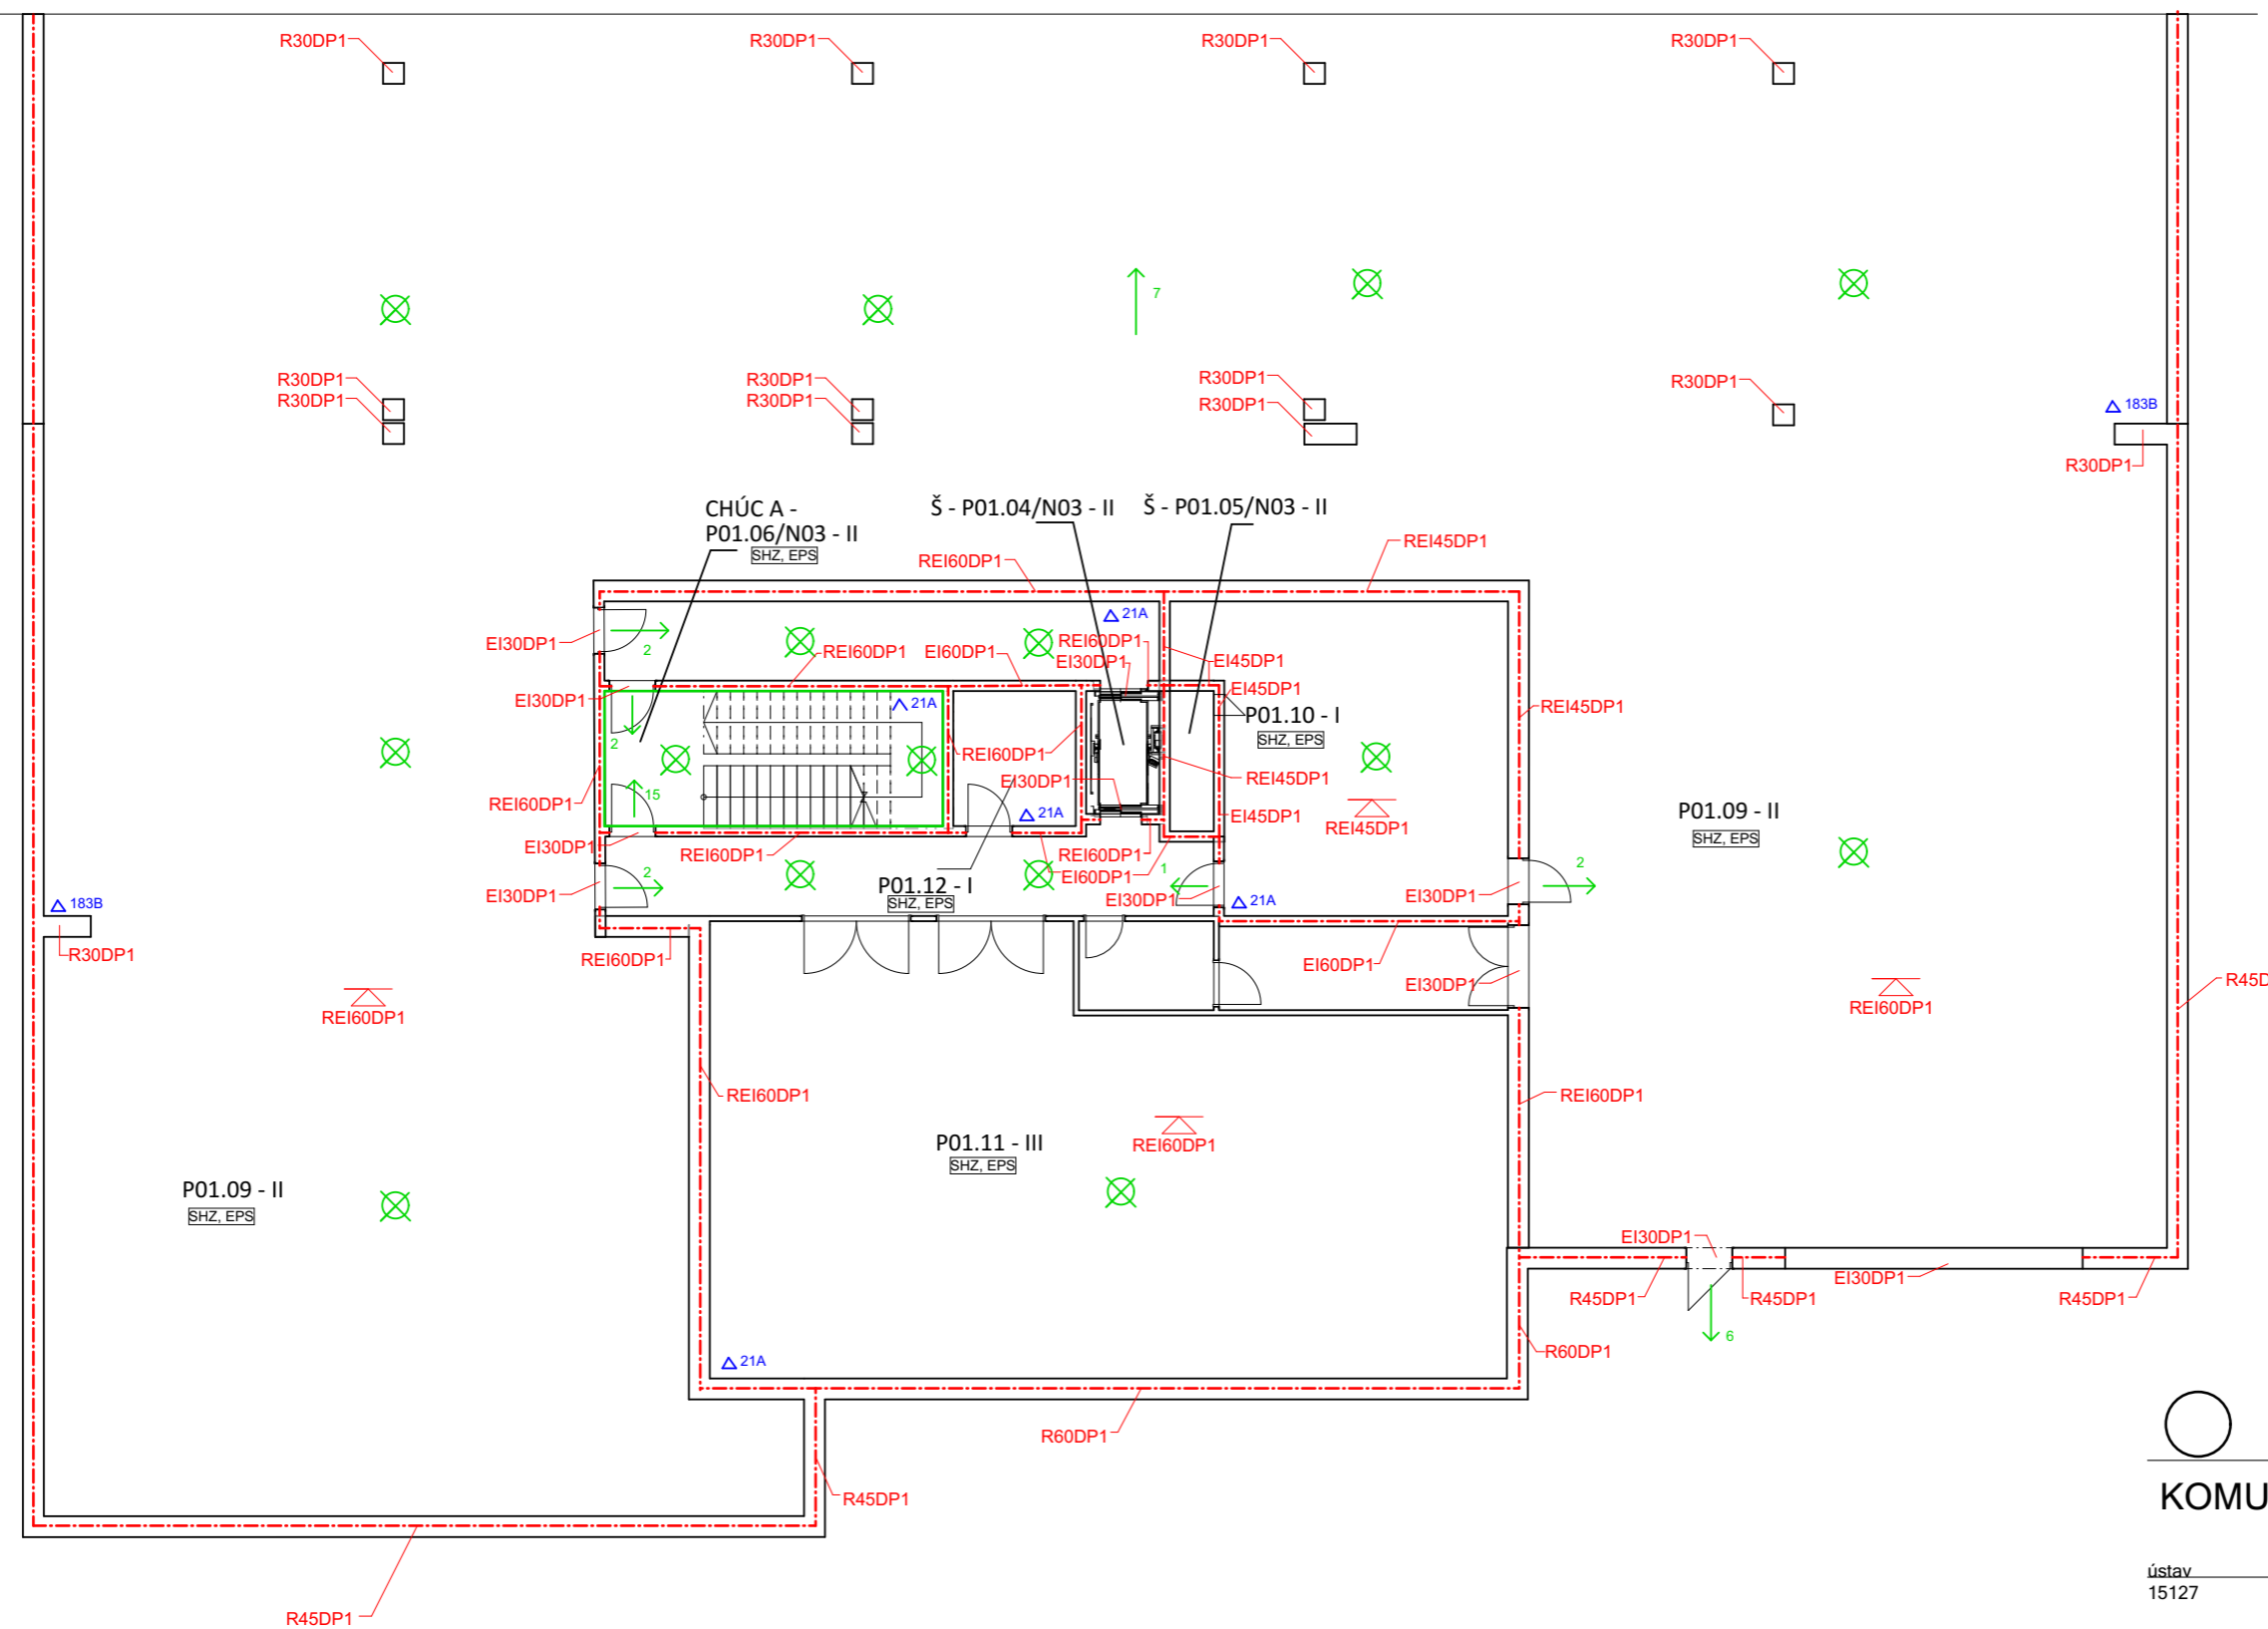 R30DP1
R30DP1
R30DP1
R30DP1
7
R30DP1
R30DP1
R30DP1
R30DP1
R30DP1
R30DP1
R30DP1
183B
R30DP1
CHÚC A -
P01.06/N03 - II
SHZ, EPS
Š - P01.04/N03 - II
Š - P01.05/N03 - II
REI60DP1
REI45DP1
21A
EI30DP1
2
REI60DP1
EI60DP1
REI60DP1
EI30DP1
EI45DP1
EI30DP1
21A
EI45DP1
P01.10 - I
SHZ, EPS
REI45DP1
2
REI60DP1
EI30DP1
REI45DP1
REI60DP1
15
21A
EI45DP1
REI45DP1
P01.09 - II
SHZ, EPS
EI30DP1
REI60DP1
REI60DP1
EI60DP1
1
2
EI30DP1
2
P01.12 - I
SHZ, EPS
EI30DP1
21A
EI30DP1
183B
R30DP1
REI60DP1
EI60DP1
EI30DP1
R45D
REI60DP1
REI60DP1
REI60DP1
REI60DP1
P01.11 - III
SHZ, EPS
REI60DP1
P01.09 - II
SHZ, EPS
EI30DP1
EI30DP1
R45DP1
R45DP1
R45DP1
6
R60DP1
21A
R60DP1
R45DP1
R45DP1
KOMU
ústav
15127